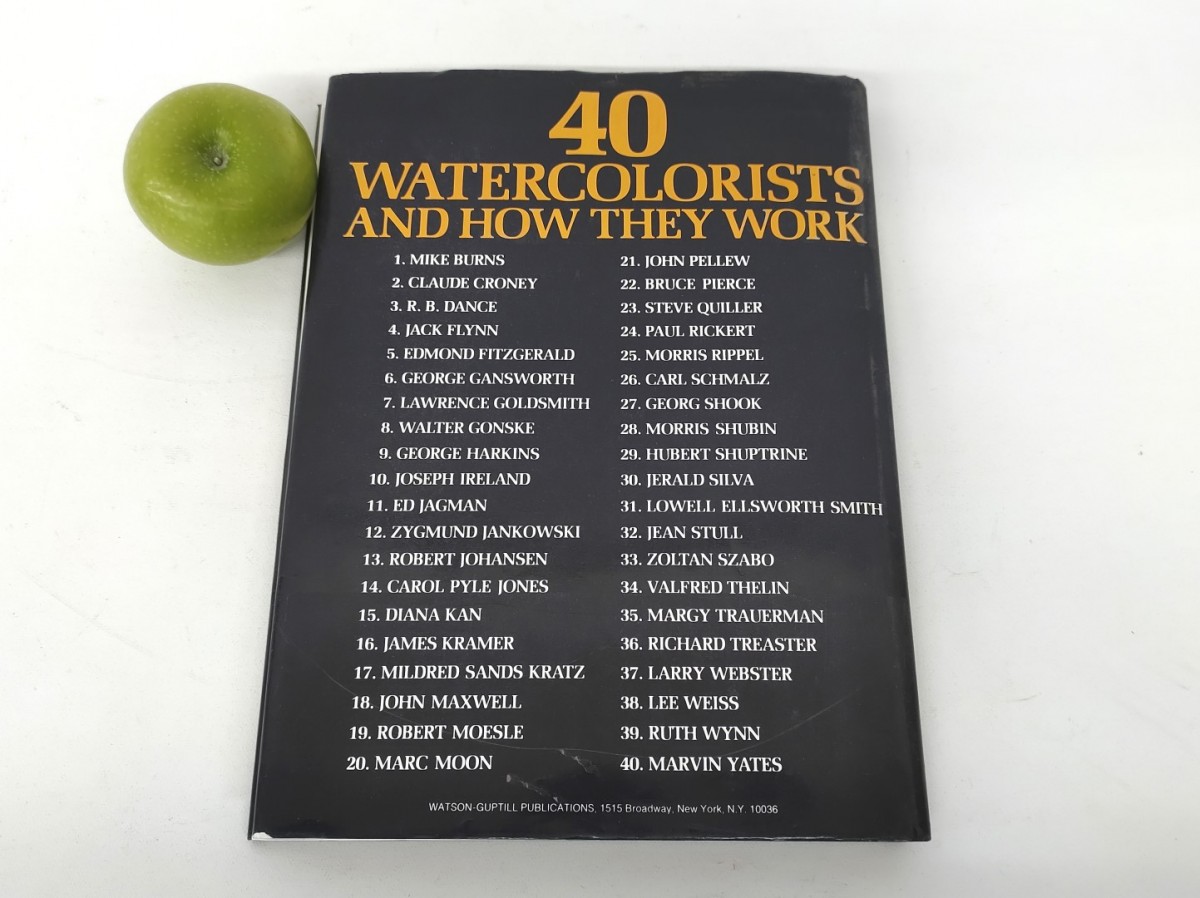 40
WATERCOLORISTS
AND HOW THEY WORK
1. MIKE BURNS
2. CLAUDE CRONEY
3. R. B. DANCE
4. JACK FLYNN
5. EDMOND FITZGERALD
6. GEORGE GANSWORTH
7. LAWRENCE GOLDSMITH
8. WALTER GONSKE
9. GEORGE HARKINS
10. JOSEPH IRELAND
11. ED JAGMAN
12. ZYGMUND JANKOWSKI
13. ROBERT JOHANSEN
14. CAROL PYLE JONES
15. DIANA KAN
16. JAMES KRAMER
17. MILDRED SANDS KRATZ
18. JOHN MAXWELL
19. ROBERT MOESLE
20. MARC MOON
21. JOHN PELLEW
22. BRUCE PIERCE
23. STEVE QUILLER
24. PAUL RICKERT
25. MORRIS RIPPEL
26. CARL SCHMALZ
27. GEORG SHOOK
28. MORRIS SHUBIN
29. HUBERT SHUPTRINE
30. JERALD SILVA
31. LOWELL ELLSWORTH SMITH
32. JEAN STULL
33. ZOLTAN SZABO
34. VALFRED THELIN
35. MARGY TRAUERMAN
36. RICHARD TREASTER
37. LARRY WEBSTER
38. LEE WEISS
39. RUTH WYNN
40. MARVIN YATES
WATSON-GUPTILL PUBLICATIONS, 1515 Broadway, New York, N.Y. 10036